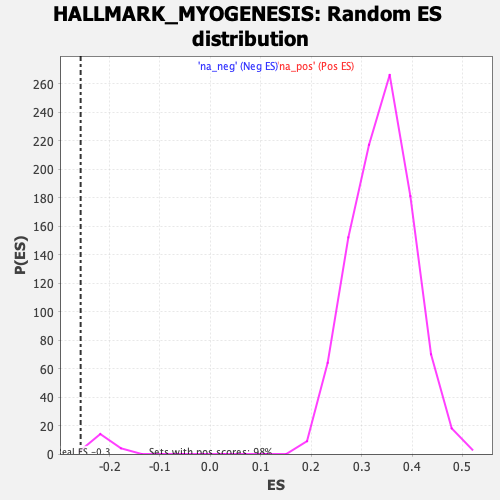 HALLMARK_MYOGENESIS: Random ES
distribution
'na_neg' (Neg ES)'na_pos' (Pos ES)
P(ES)
260
240
220
200
180
160
140
120
100
80
60
40
20
0
eal ES -0.3
Sets with pos scores: 98%
-0.2 -0.1 0.0 0.1 0.2 0.3 0.4 0.5
ES